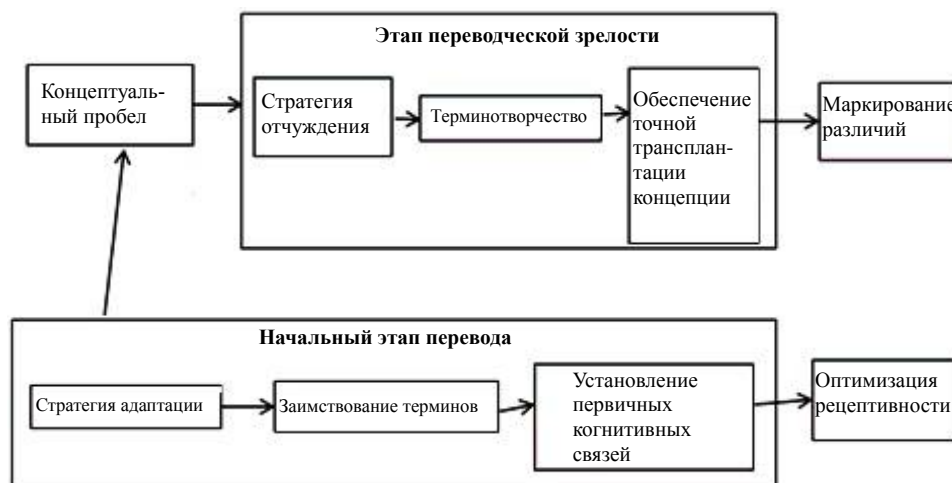 Этап переводческой зрелости
Концептуаль-
ный пробел
Стратегия
отчуждения
Терминотворчество
Обеспечение
точной
трансплан-
тации
концепции
Маркирование
различий
Начальный этап перевода
Стратегия адаптации
Заимствование терминов
Установление
первичных
когнитивных
связей
Оптимизация
рецептивности